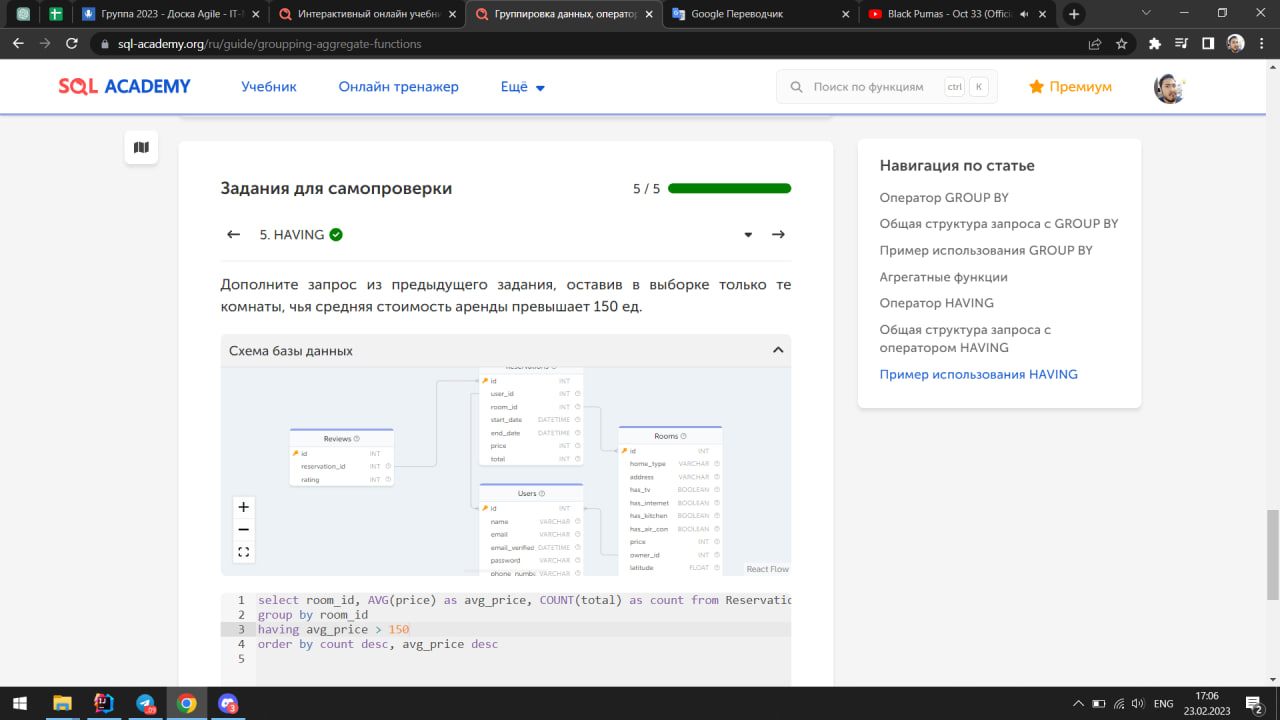 Группа 2023 - Доска Agile - IT-
Интерактивный онлайн учебн
Группировка данных, оператор
Google Переводчик
Black Pumas - Oct 33 (Offici
sql-academy.org/ru/guide/groupping-aggregate-functions
SQL ACADEMY
Учебник
Онлайн тренажер
Ещё
Поиск по функциям
ctrl
K
Премиум
Задания для самопроверки
5 / 5
5. HAVING
Дополните запрос из предыдущего задания, оставив в выборке только те
комнаты, чья средняя стоимость аренды превышает 150 ед.
Схема базы данных
Reservations
id INT
user_id INT
room_id INT
start_date DATETIME
end_date DATETIME
price INT
total INT
Reviews
id INT
reservation_id INT
rating INT
Rooms
id INT
home_type VARCHAR
address VARCHAR
has_tv BOOLEAN
has_internet BOOLEAN
has_kitchen BOOLEAN
has_air_con BOOLEAN
price INT
owner_id INT
latitude FLOAT
Users
id INT
name VARCHAR
email VARCHAR
email_verified_ DATETIME
password VARCHAR
phone_numb VARCHAR
React Flow
1 select room_id, AVG(price) as avg_price, COUNT(total) as count from Reservatio
2 group by room_id
3 having avg_price > 150
4 order by count desc, avg_price desc
5
Навигация по статье
Оператор GROUP BY
Общая структура запроса с GROUP BY
Пример использования GROUP BY
Агрегатные функции
Оператор HAVING
Общая структура запроса с
оператором HAVING
Пример использования HAVING
ENG
17:06
23.02.2023
2